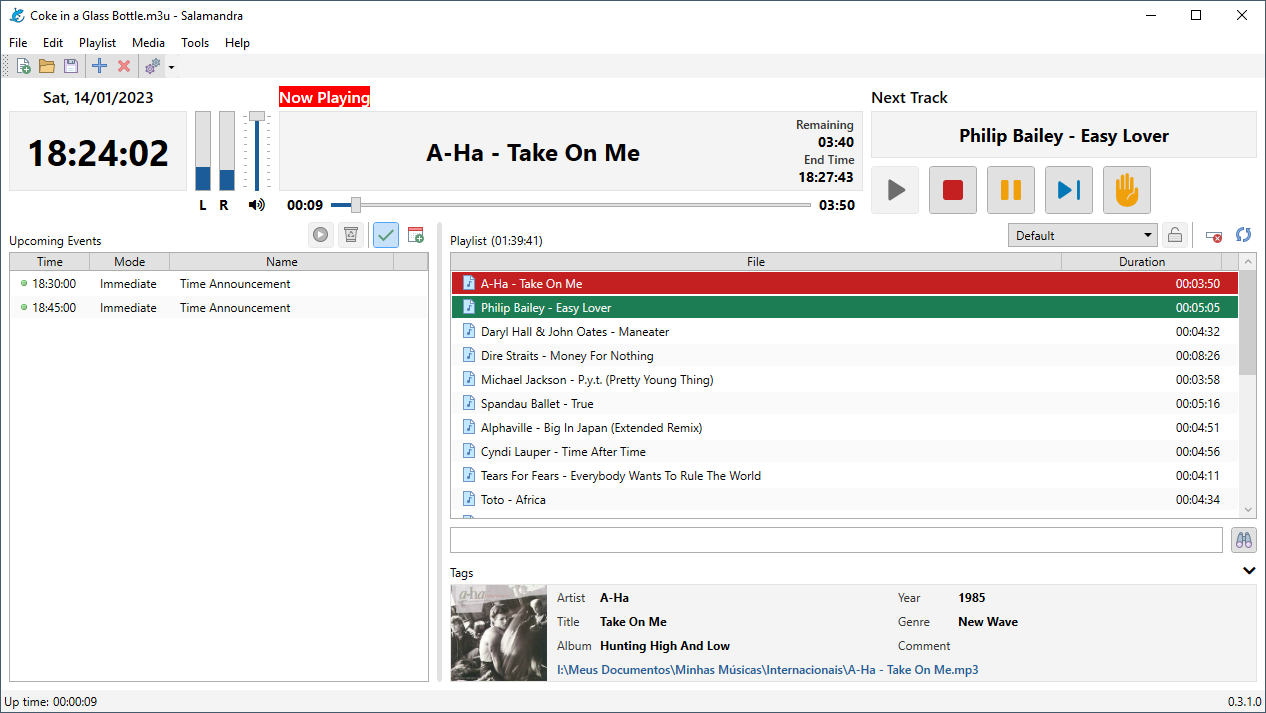 Coke in a Glass Bottle.m3u - Salamandra
File Edit Playlist Media Tools Help
Sat, 14/01/2023
18:24:02
L R
Now Playing
A-Ha - Take On Me
Remaining
03:40
End Time
18:27:43
00:09 03:50
Next Track
Philip Bailey - Easy Lover
Upcoming Events
Time Mode Name
18:30:00 Immediate Time Announcement
18:45:00 Immediate Time Announcement
Playlist (01:39:41)
Default
File Duration
A-Ha - Take On Me 00:03:50
Philip Bailey - Easy Lover 00:05:05
Daryl Hall & John Oates - Maneater 00:04:32
Dire Straits - Money For Nothing 00:08:26
Michael Jackson - P.y.t. (Pretty Young Thing) 00:03:58
Spandau Ballet - True 00:05:16
Alphaville - Big In Japan (Extended Remix) 00:04:51
Cyndi Lauper - Time After Time 00:04:56
Tears For Fears - Everybody Wants To Rule The World 00:04:11
Toto - Africa 00:04:34
Tags
a-ha
Artist A-Ha Year 1985
Title Take On Me Genre New Wave
Album Hunting High And Low Comment
I:\Meus Documentos\Minhas Músicas\Internacionais\A-Ha - Take On Me.mp3
Up time: 00:00:09 0.3.1.0